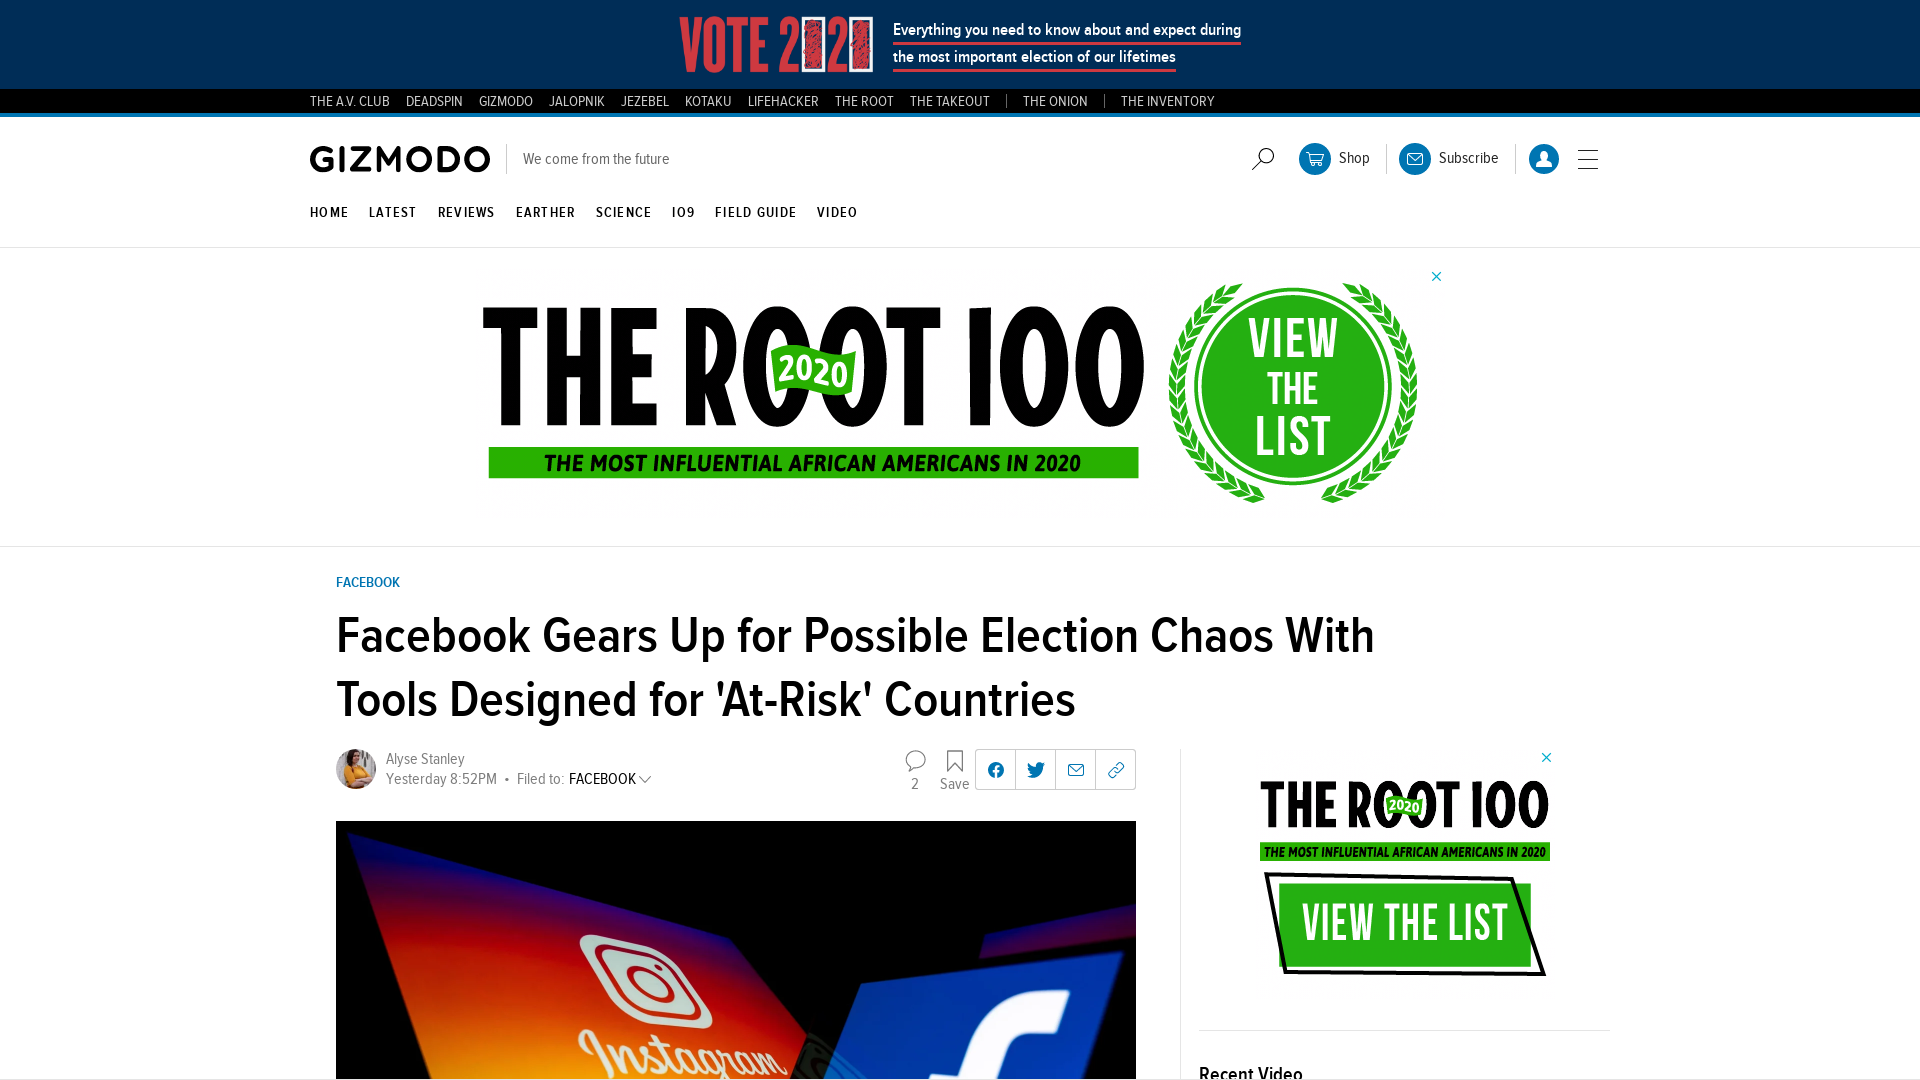 VOTE 2020
Everything you need to know about and expect during
the most important election of our lifetimes
THE A.V. CLUB DEADSPIN GIZMODO JALOPNIK JEZEBEL KOTAKU LIFEHACKER THE ROOT THE TAKEOUT THE ONION THE INVENTORY
GIZMODO We come from the future Shop Subscribe
HOME LATEST REVIEWS EARTHER SCIENCE IO9 FIELD GUIDE VIDEO
THE ROOT 100
2020
THE MOST INFLUENTIAL AFRICAN AMERICANS IN 2020
VIEW
THE
LIST
FACEBOOK
Facebook Gears Up for Possible Election Chaos With
Tools Designed for 'At-Risk' Countries
Alyse Stanley
Yesterday 8:52PM • Filed to: FACEBOOK
2 Save
Instagram
THE ROOT 100
2020
THE MOST INFLUENTIAL AFRICAN AMERICANS IN 2020
VIEW THE LIST
Recent Video